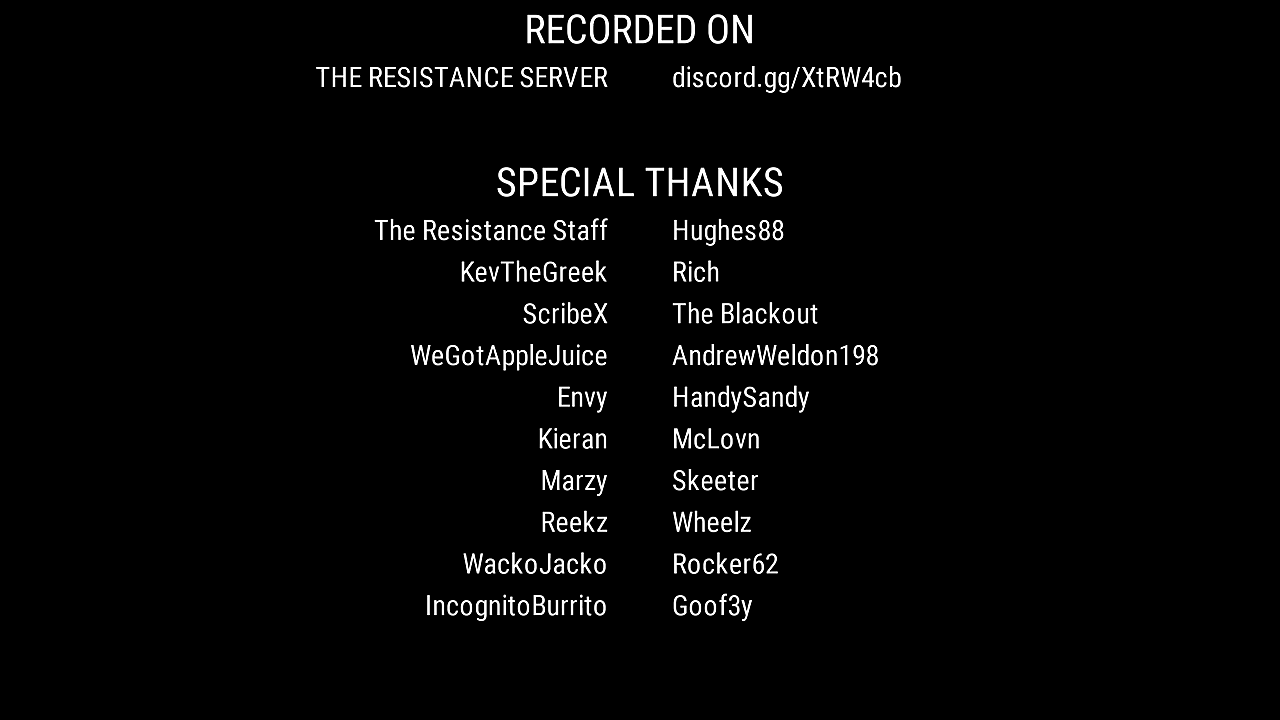 RECORDED ON
THE RESISTANCE SERVER discord.gg/XtRW4cb
SPECIAL THANKS
The Resistance Staff Hughes88
KevTheGreek Rich
ScribeX The Blackout
WeGotAppleJuice AndrewWeldon198
Envy HandySandy
Kieran McLovn
Marzy Skeeter
Reekz Wheelz
WackoJacko Rocker62
IncognitoBurrito Goof3y